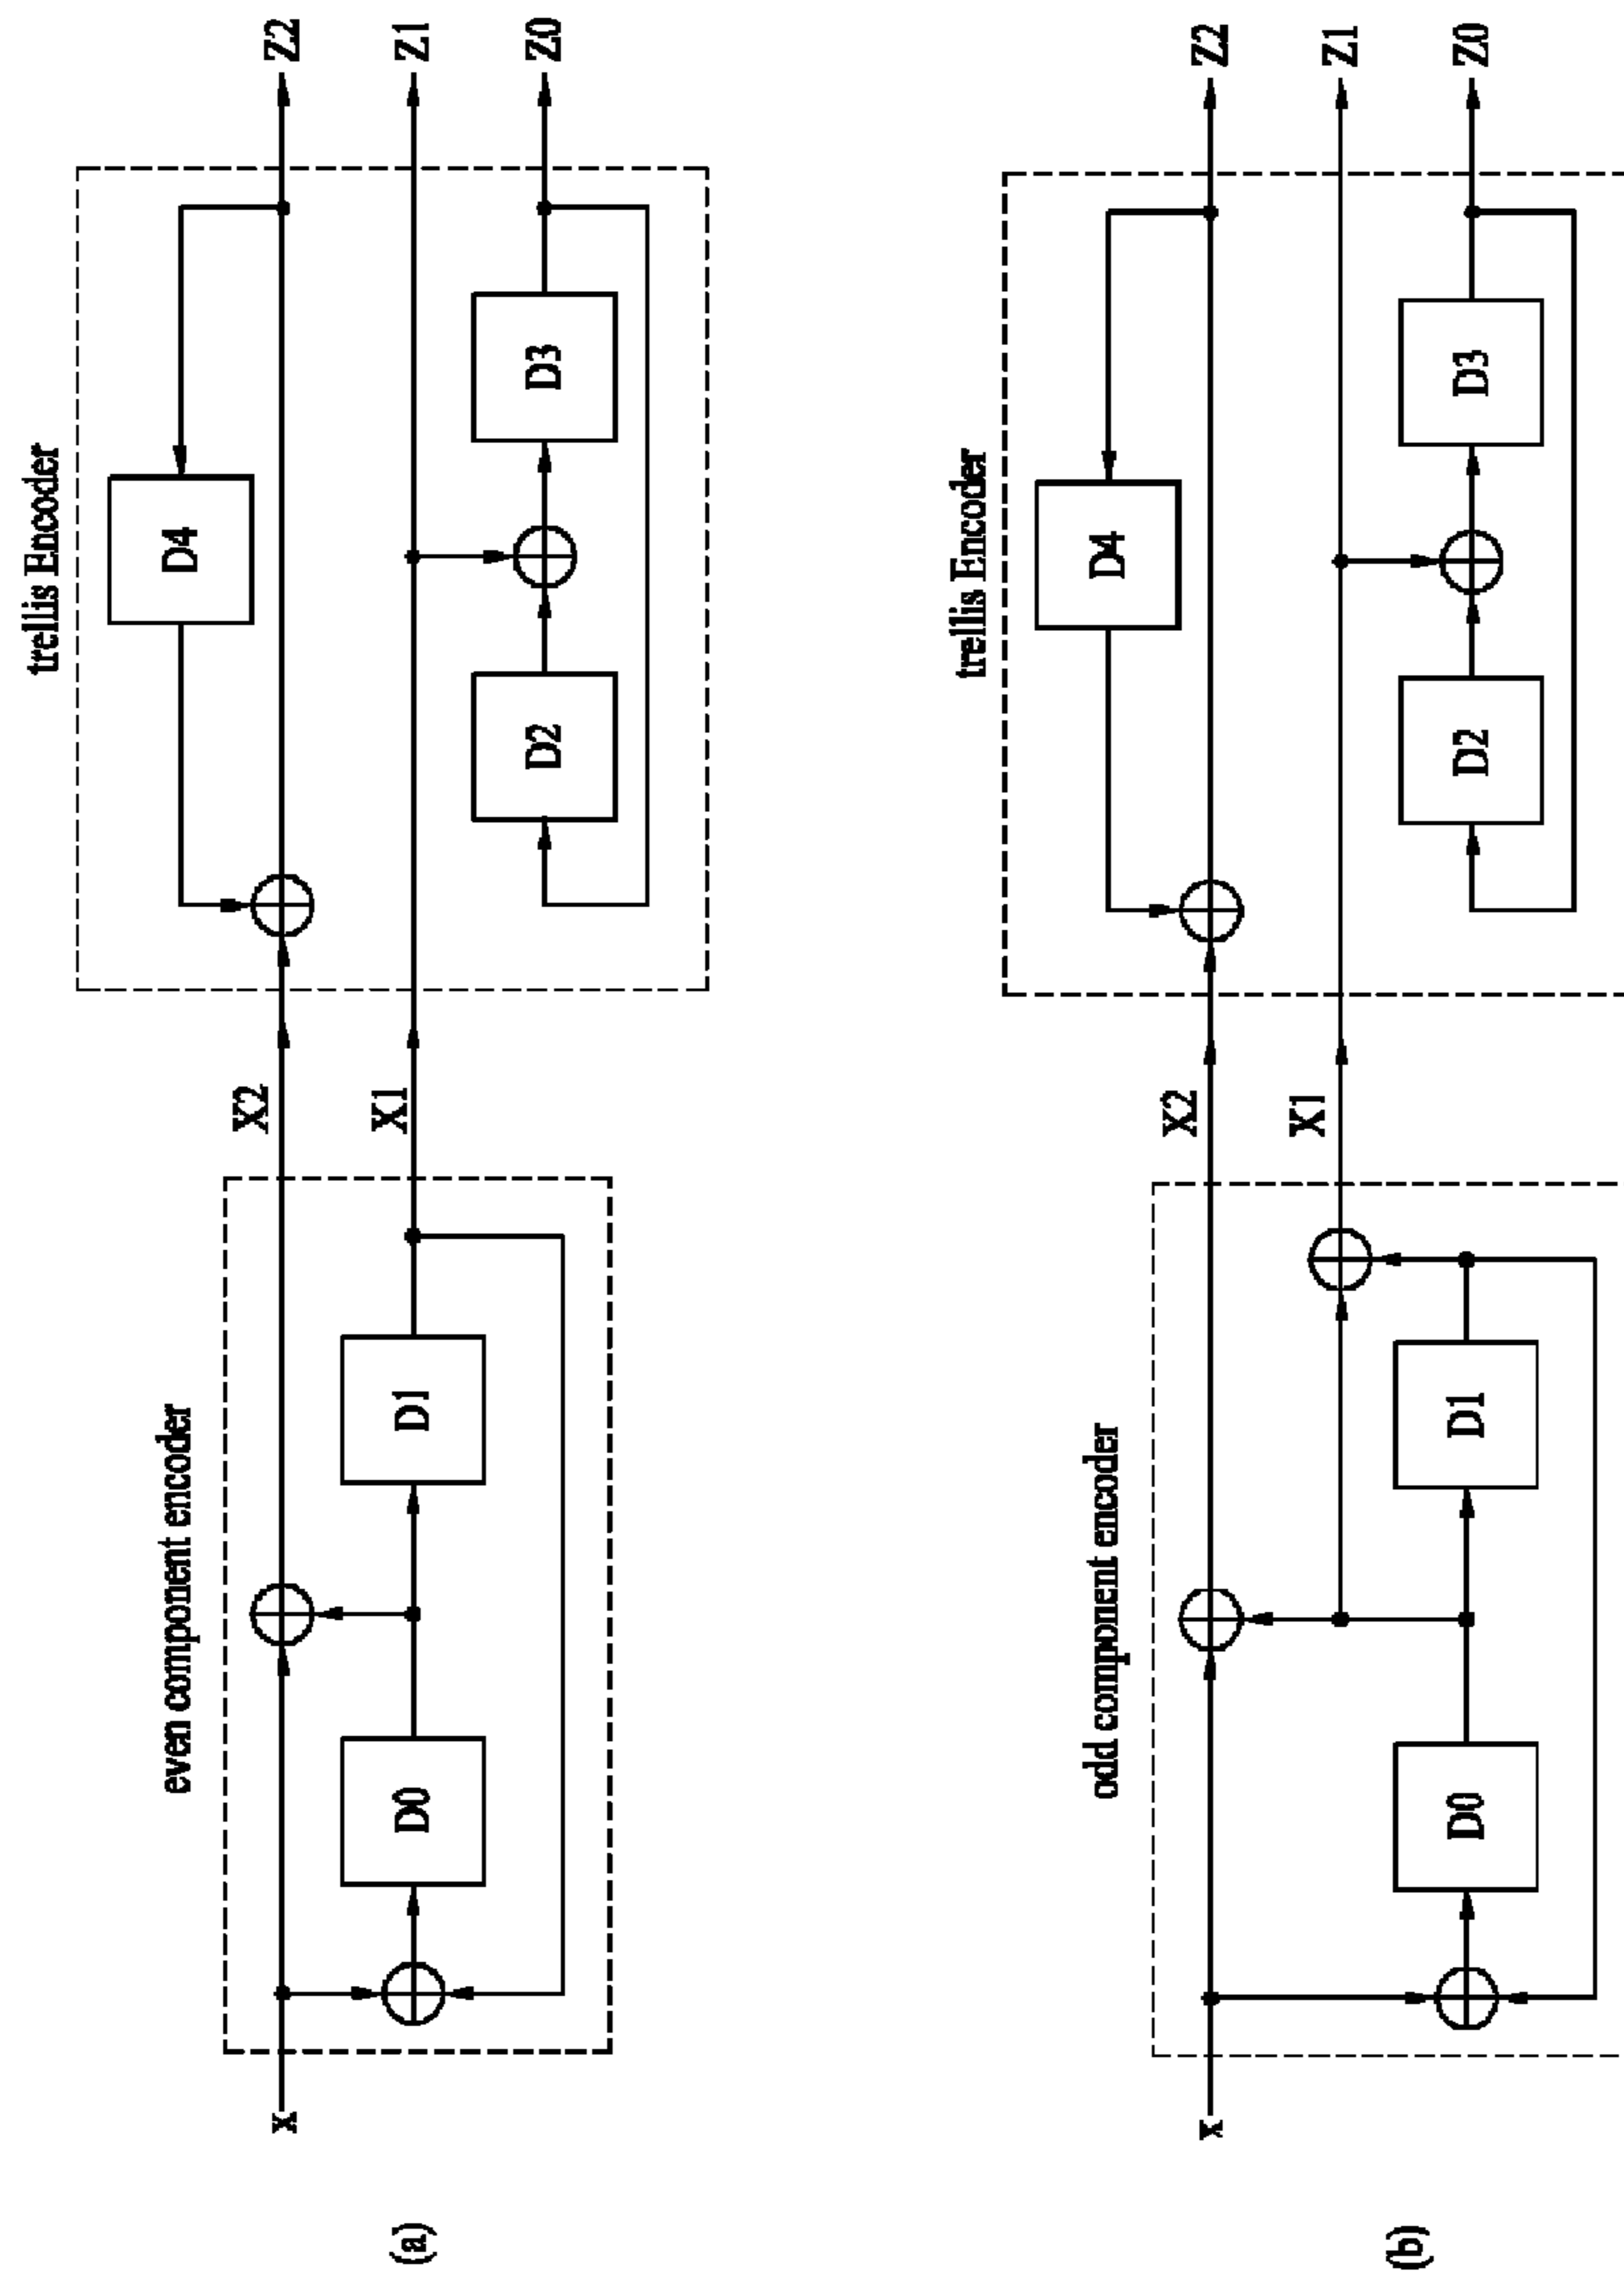 (a)
even component encoder
trellis Encoder
x
D0
D1
X2
X1
D4
D2
D3
Z2
Z1
Z0
(b)
odd component encoder
trellis Encoder
x
D0
D1
X2
X1
D4
D2
D3
Z2
Z1
Z0